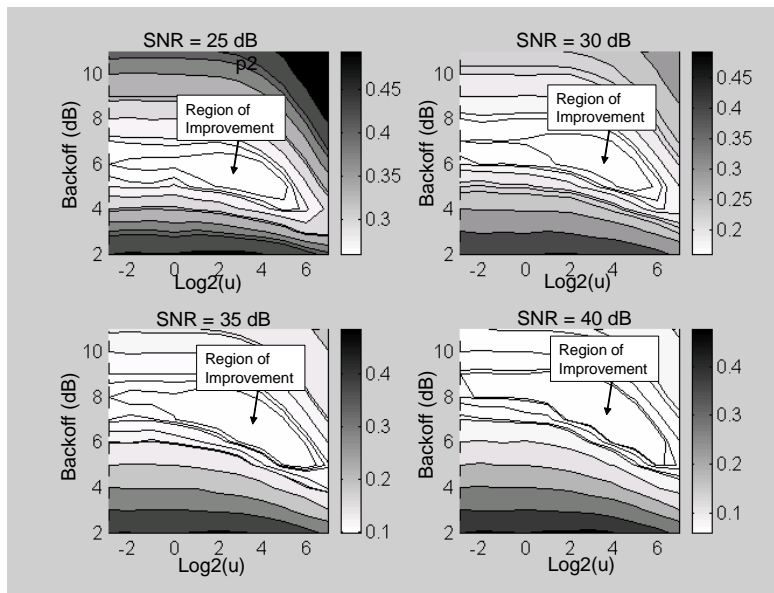 SNR = 25 dB
p2
10
8
6
4
2
Backoff (dB)
Region of
Improvement
-2 0 2 4 6
Log2(u)
0.45
0.4
0.35
0.3
SNR = 30 dB
10
8
6
4
2
Backoff (dB)
Region of
Improvement
-2 0 2 4 6
Log2(u)
0.45
0.4
0.35
0.3
0.25
0.2
SNR = 35 dB
10
8
6
4
2
Backoff (dB)
Region of
Improvement
-2 0 2 4 6
Log2(u)
0.4
0.3
0.2
0.1
SNR = 40 dB
10
8
6
4
2
Backoff (dB)
Region of
Improvement
-2 0 2 4 6
Log2(u)
0.4
0.3
0.2
0.1